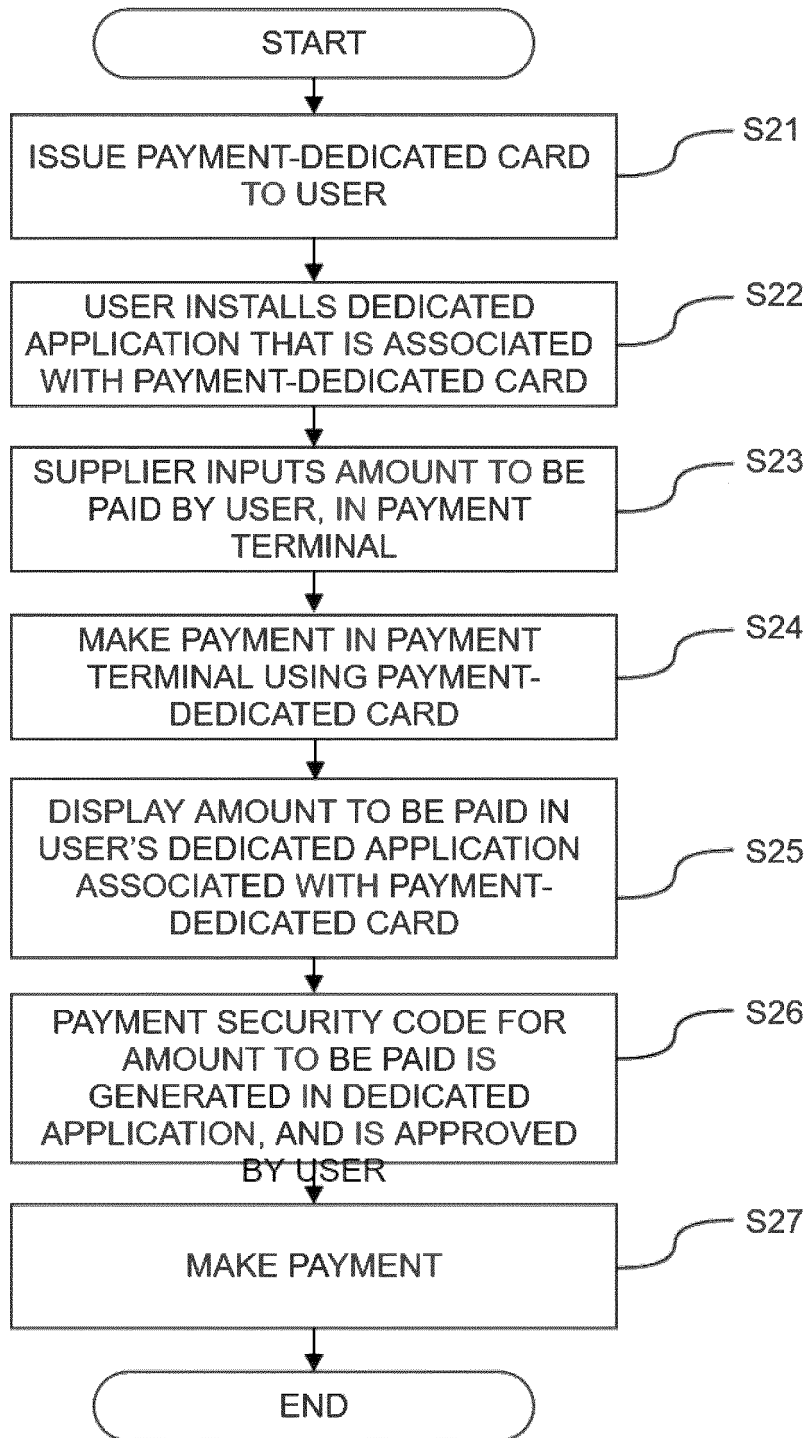 START
S21
ISSUE PAYMENT-DEDICATED CARD
TO USER
S22
USER INSTALLS DEDICATED
APPLICATION THAT IS ASSOCIATED
WITH PAYMENT-DEDICATED CARD
S23
SUPPLIER INPUTS AMOUNT TO BE
PAID BY USER, IN PAYMENT
TERMINAL
S24
MAKE PAYMENT IN PAYMENT
TERMINAL USING PAYMENT-
DEDICATED CARD
S25
DISPLAY AMOUNT TO BE PAID IN
USER'S DEDICATED APPLICATION
ASSOCIATED WITH PAYMENT-
DEDICATED CARD
S26
PAYMENT SECURITY CODE FOR
AMOUNT TO BE PAID IS
GENERATED IN DEDICATED
APPLICATION, AND IS APPROVED
BY USER
S27
MAKE PAYMENT
END